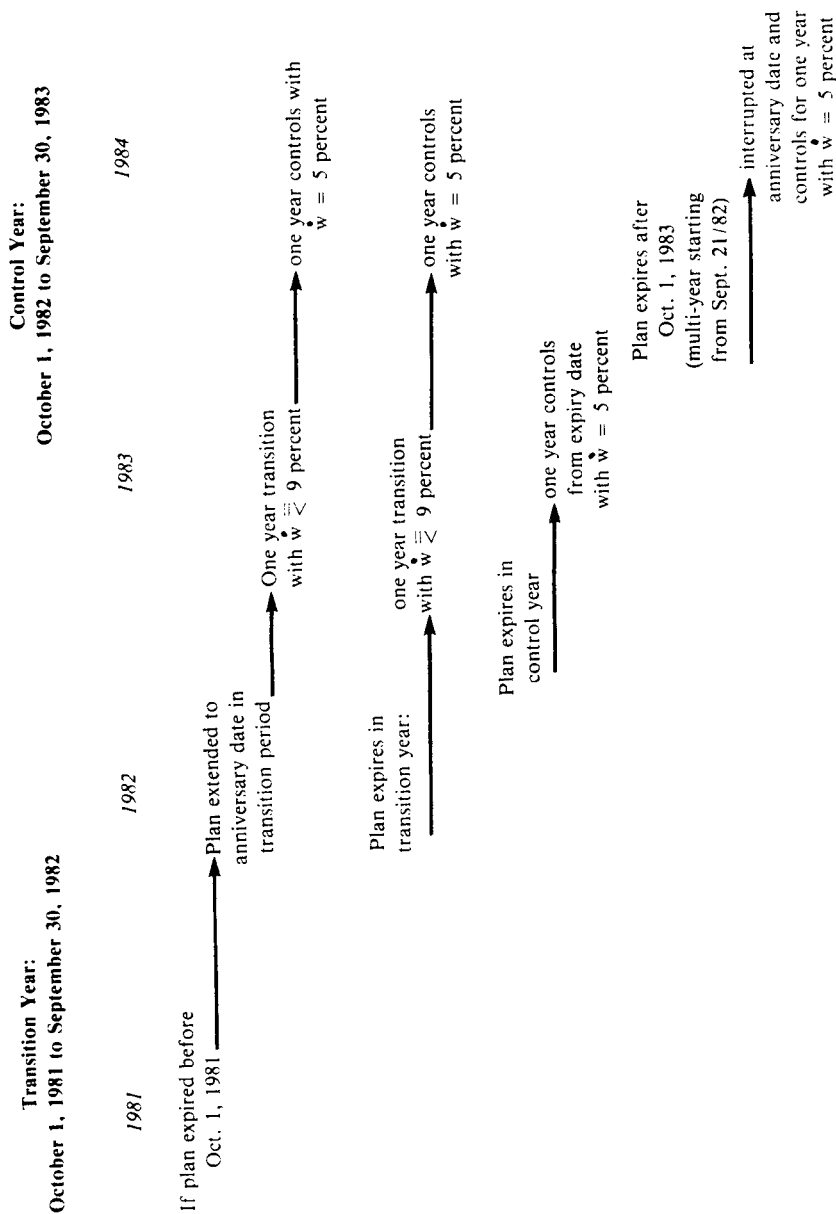 Transition Year:
October 1, 1981 to September 30, 1982
Control Year:
October 1, 1982 to September 30, 1983
1981
1982
1983
1984
If plan expired before
Oct. 1, 1981
Plan extended to
anniversary date in
transition period
One year transition
with ẇ ≦ 9 percent
one year controls with
ẇ = 5 percent
Plan expires in
transition year:
one year transition
with ẇ ≦ 9 percent
one year controls
with ẇ = 5 percent
Plan expires in
control year
one year controls
from expiry date
with ẇ = 5 percent
Plan expires after
Oct. 1, 1983
(multi-year starting
from Sept. 21/82)
interrupted at
anniversary date and
controls for one year
with ẇ = 5 percent